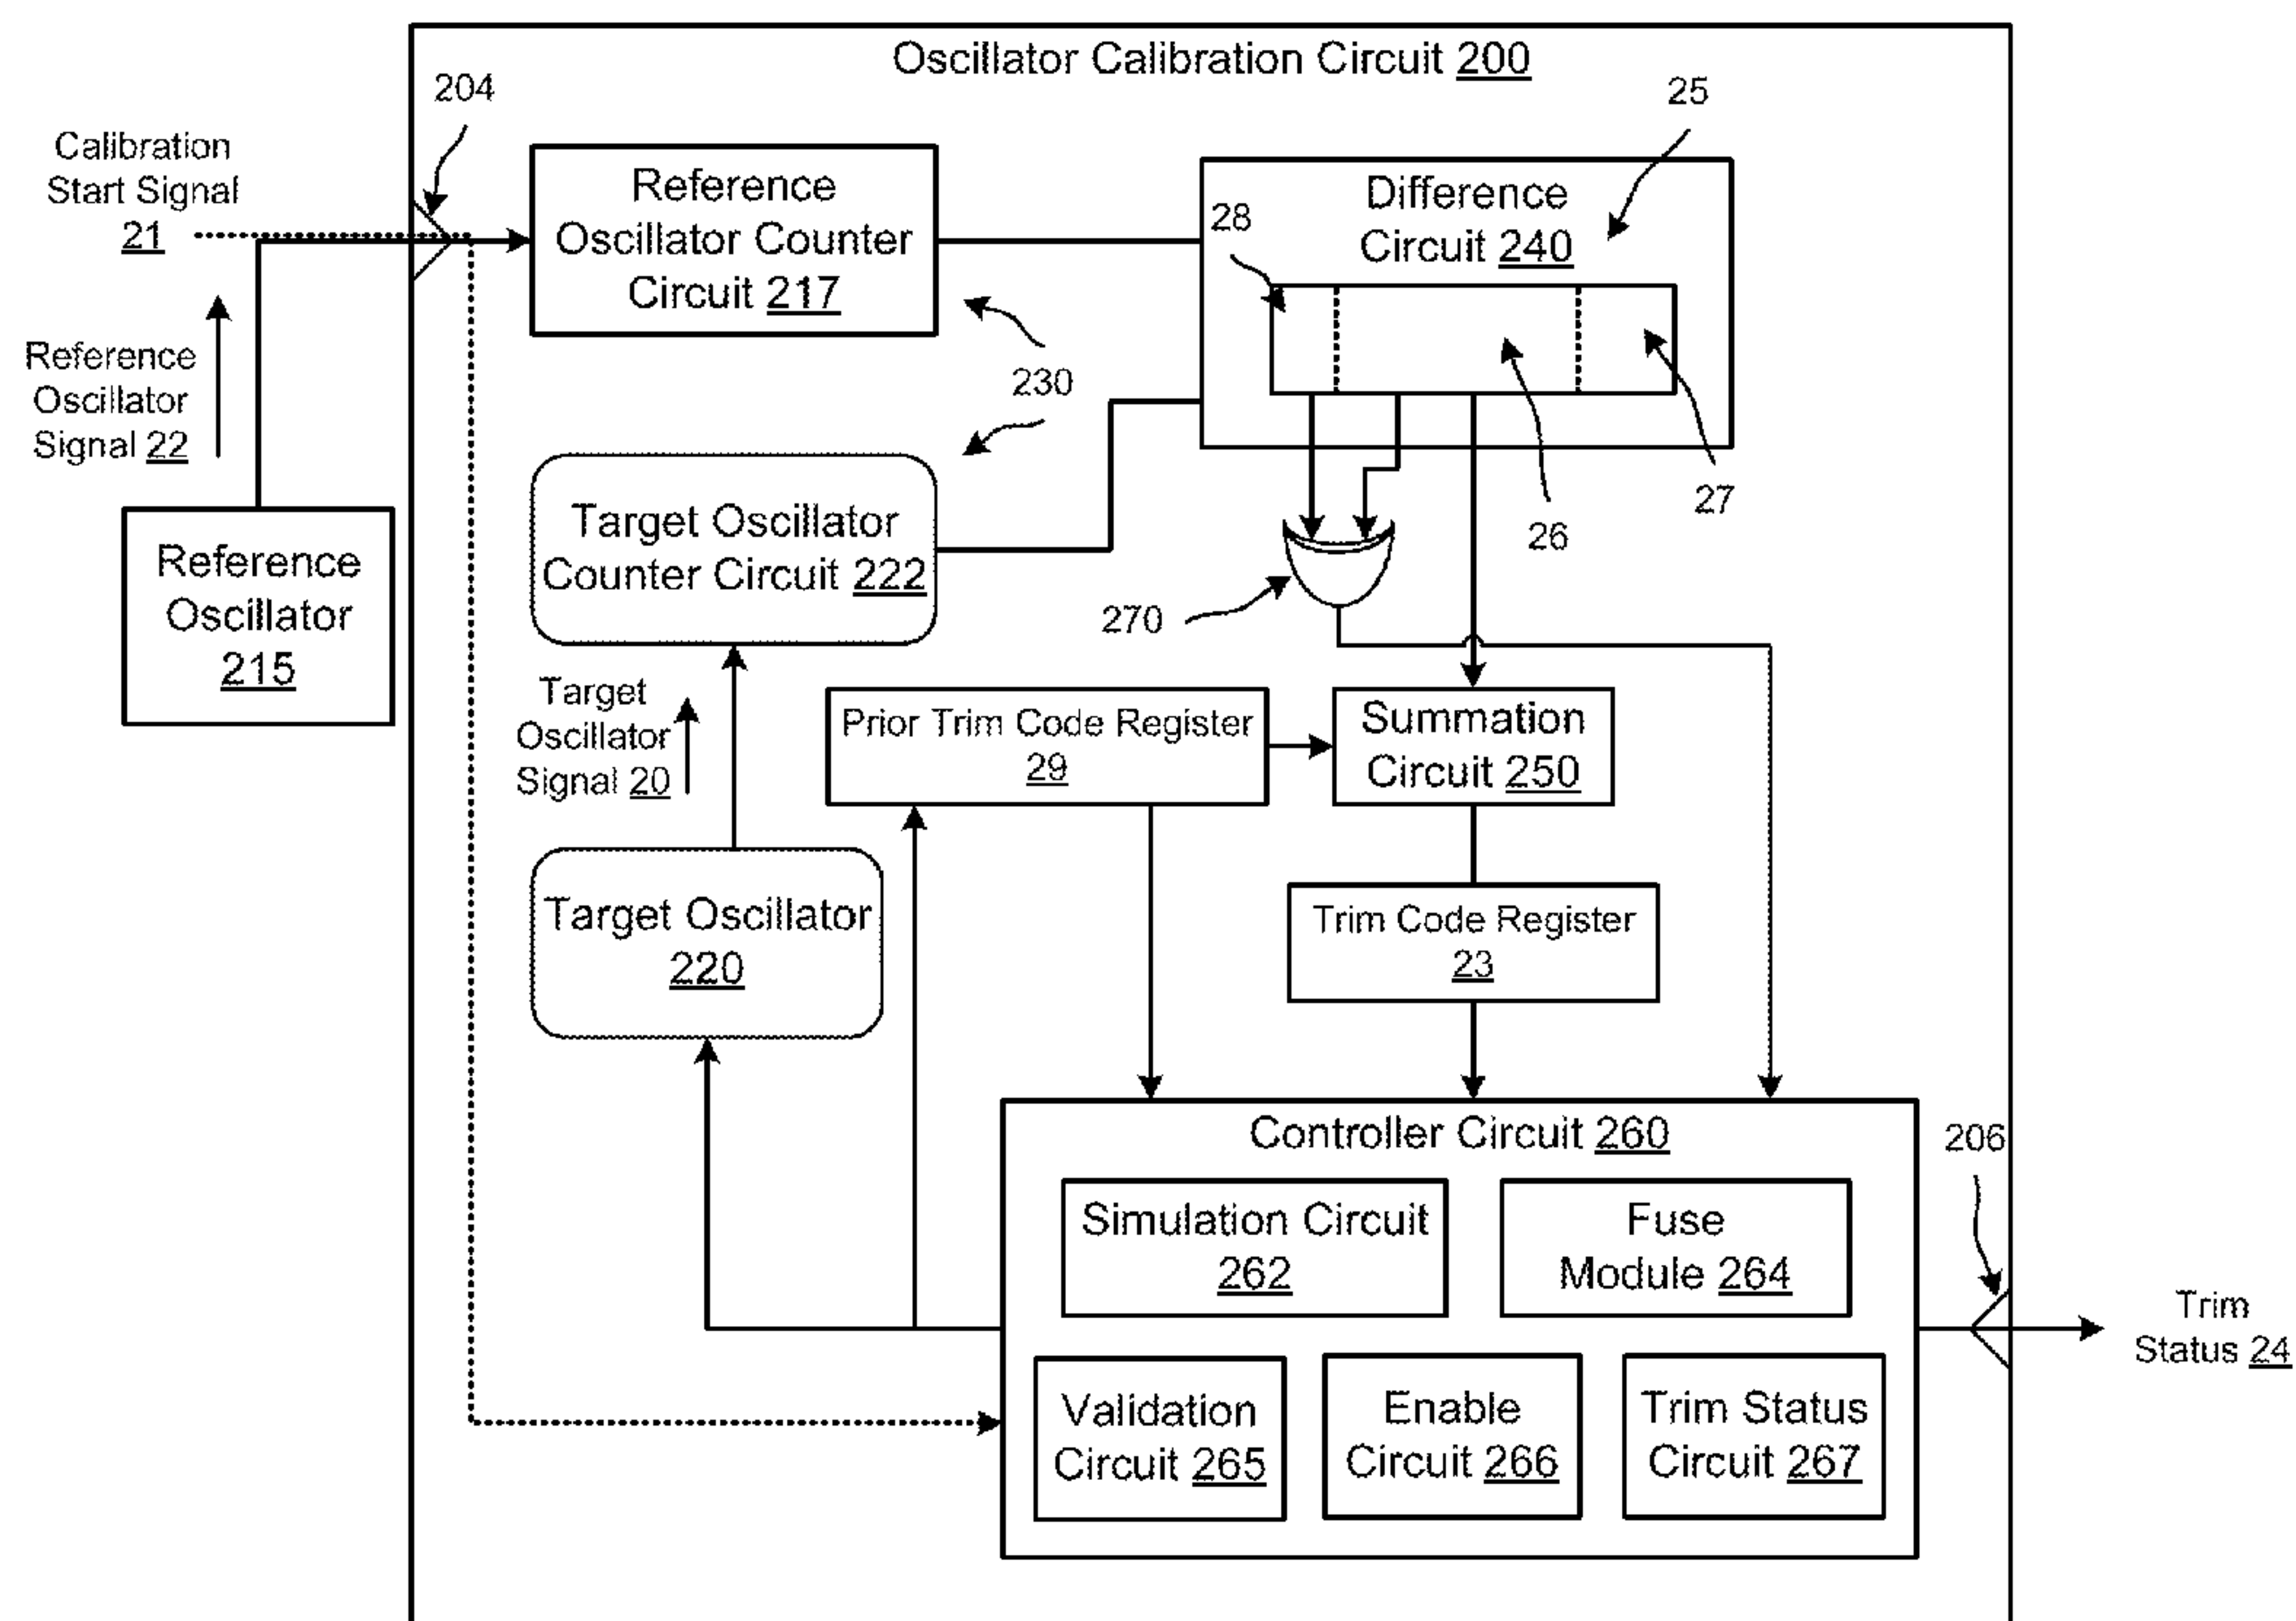 Oscillator Calibration Circuit 200
204
25
Calibration
Start Signal
21
Reference
Oscillator Counter
Circuit 217
Difference
Circuit 240
28
230
Reference
Oscillator
Signal 22
27
26
Target Oscillator
Counter Circuit 222
270
Reference
Oscillator
215
Target
Oscillator
Signal 20
Prior Trim Code Register
29
Summation
Circuit 250
Target Oscillator
220
Trim Code Register
23
Controller Circuit 260
206
Simulation Circuit
262
Fuse
Module 264
Trim
Status 24
Validation
Circuit 265
Enable
Circuit 266
Trim Status
Circuit 267